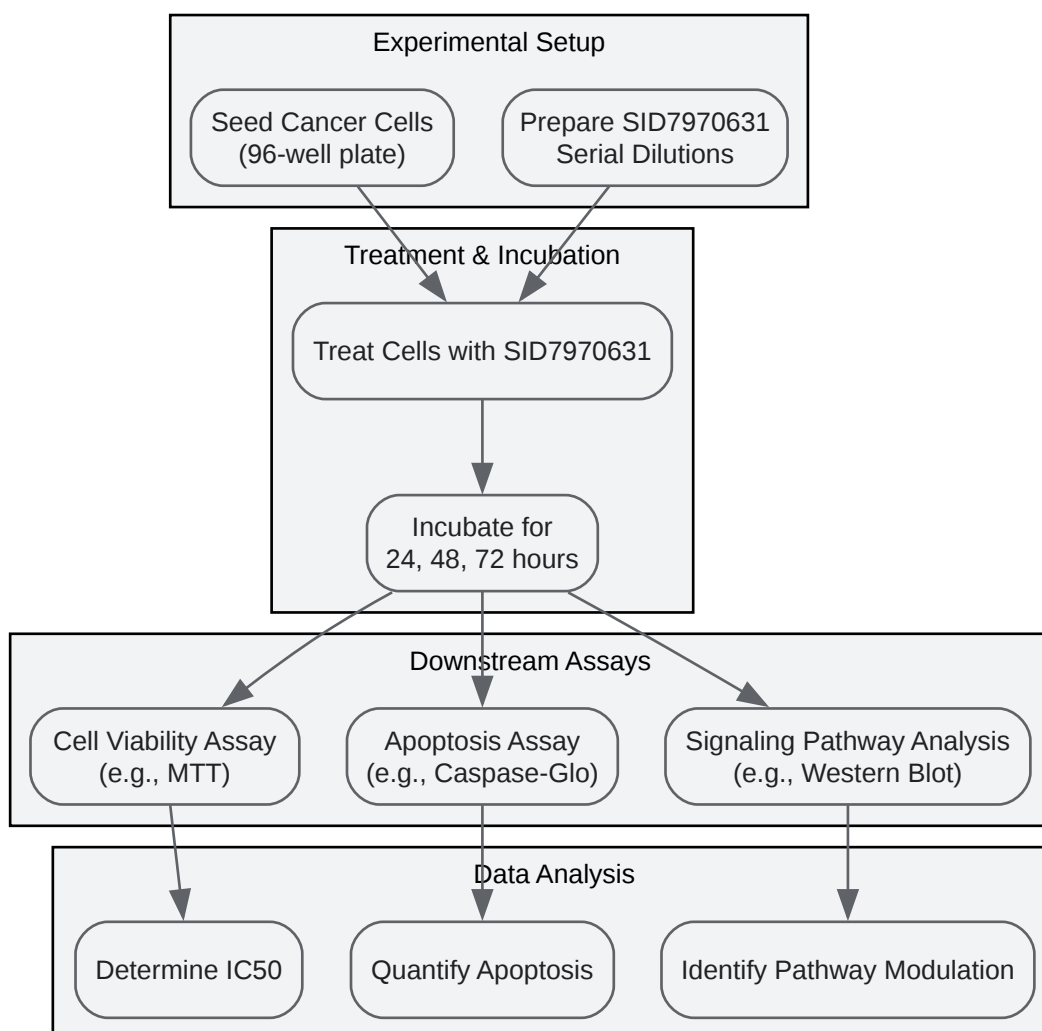 Experimental Setup
Seed Cancer Cells
(96-well plate)
Prepare SID7970631
Serial Dilutions
Treatment & Incubation
Treat Cells with SID7970631
Incubate for
24, 48, 72 hours
Downstream Assays
Cell Viability Assay
(e.g., MTT)
Apoptosis Assay
(e.g., Caspase-Glo)
Signaling Pathway Analysis
(e.g., Western Blot)
Data Analysis
Determine IC50
Quantify Apoptosis
Identify Pathway Modulation